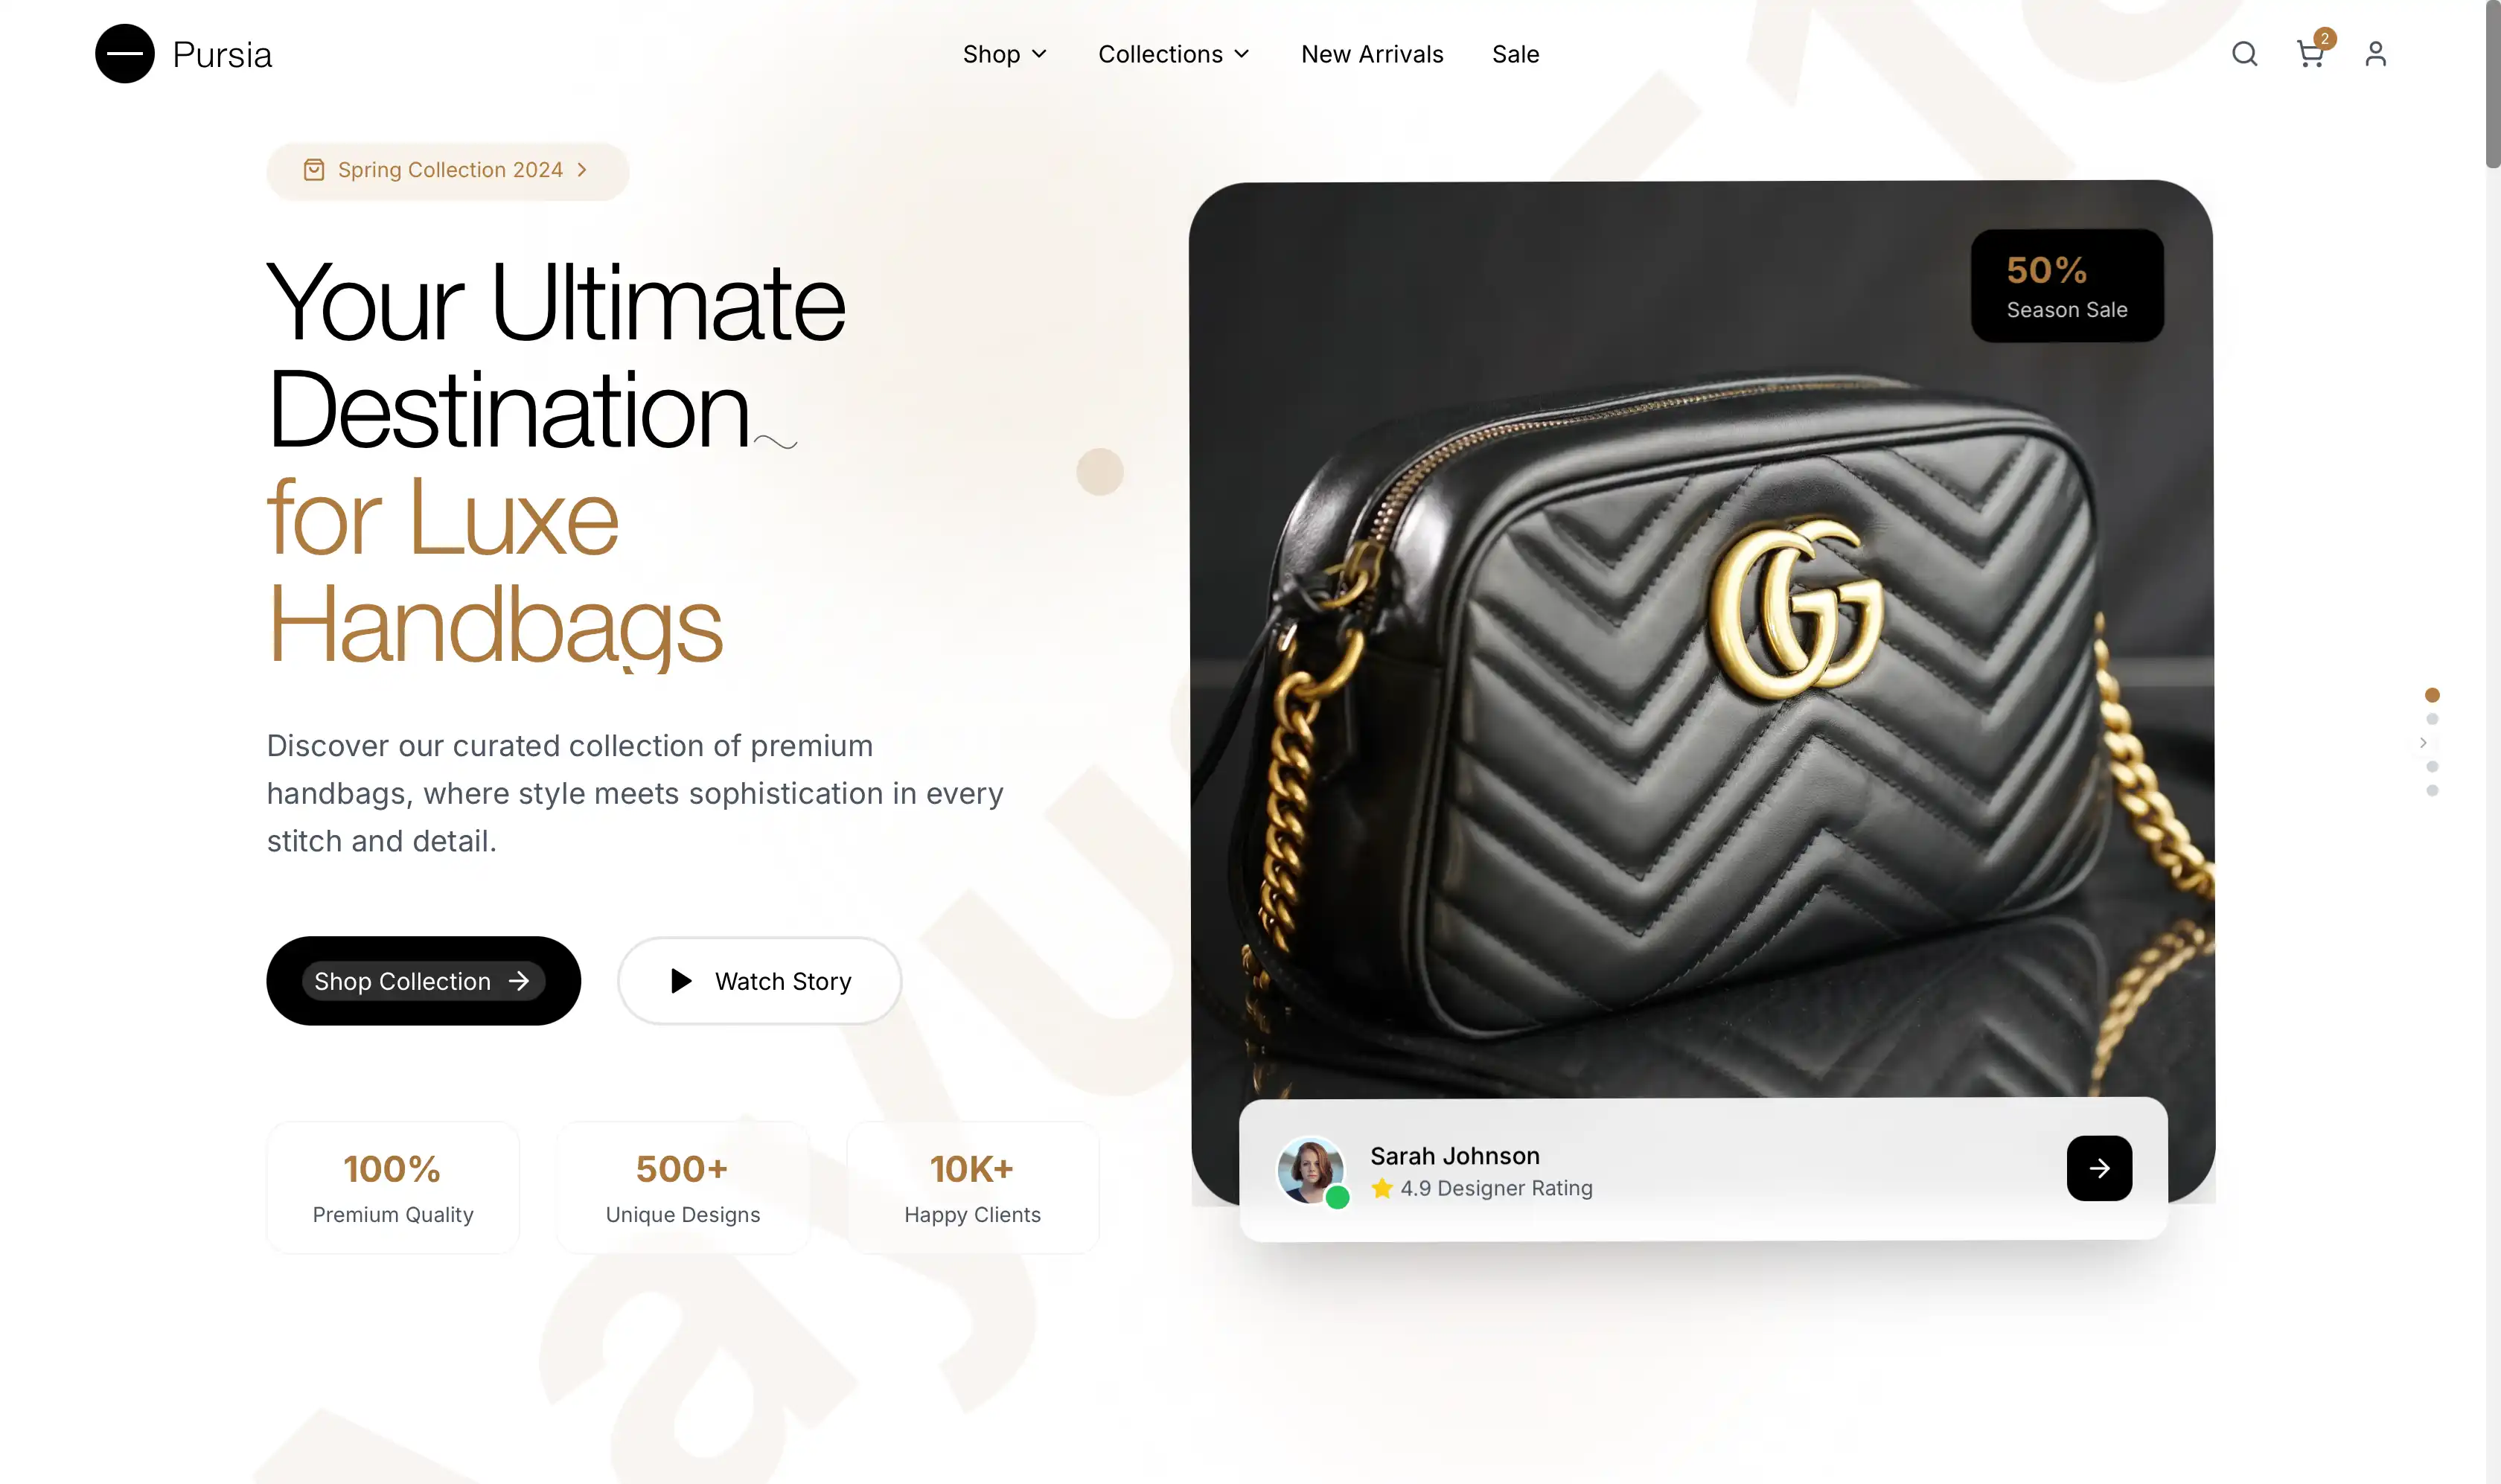 Pursia
Shop
Collections
New Arrivals
Sale
2
Spring Collection 2024
Your Ultimate
Destination
for Luxe
Handbags
Discover our curated collection of premium
handbags, where style meets sophistication in every
stitch and detail.
Shop Collection
Watch Story
100%
Premium Quality
500+
Unique Designs
10K+
Happy Clients
50%
Season Sale
GG
Sarah Johnson
⭐ 4.9 Designer Rating